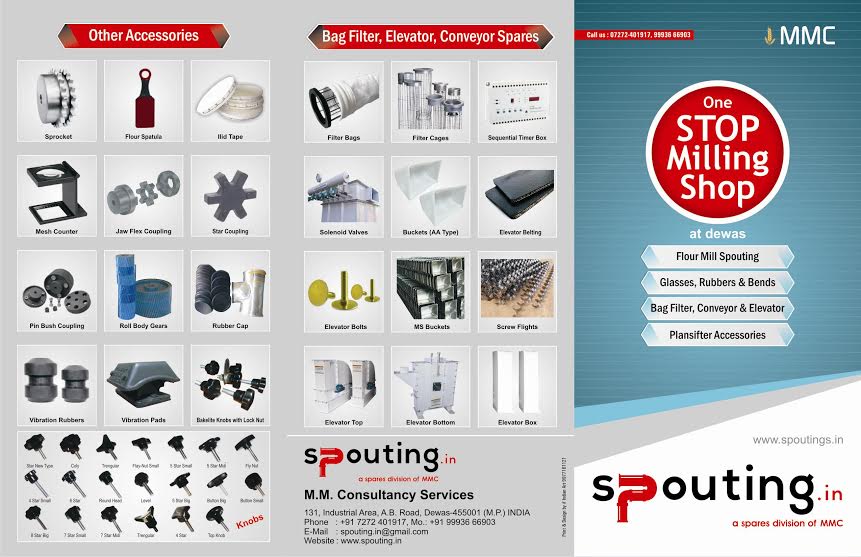 Other Accessories
Sprocket
Flour Spatula
Ilid Tape
Mesh Counter
Jaw Flex Coupling
Star Coupling
Pin Bush Coupling
Roll Body Gears
Rubber Cap
Vibration Rubbers
Vibration Pads
Bakelite Knobs with Lock Nut
Star New Type
Coly
Trengular
Flay-Nut Small
5 Star Small
5 Star Mid
Fly Nut
4 Star Small
6 Star
Round Head
Level
5 Star Big
Button Big
Button Small
8 Star Big
7 Star Small
7 Star Mid
Trengular
4 Star
Top Knob
Knobs
Bag Filter, Elevator, Conveyor Spares
Filter Bags
Filter Cages
Sequential Timer Box
Solenoid Valves
Buckets (AA Type)
Elevator Belting
Elevator Bolts
MS Buckets
Screw Flights
Elevator Top
Elevator Bottom
Elevator Box
spouting.in
a spares division of MMC
M.M. Consultancy Services
131, Industrial Area, A.B. Road, Dewas-455001 (M.P.) INDIA
Phone : +91 7272 401917, Mo.: +91 99936 66903
E-Mail : spouting.in@gmail.com
Website : www.spouting.in
Call us : 07272-401917, 99936 66903
MMC
One
STOP
Milling
Shop
at dewas
Flour Mill Spouting
Glasses, Rubbers & Bends
Bag Filter, Conveyor & Elevator
Plansifter Accessories
www.spoutings.in
spouting.in
a spares division of MMC